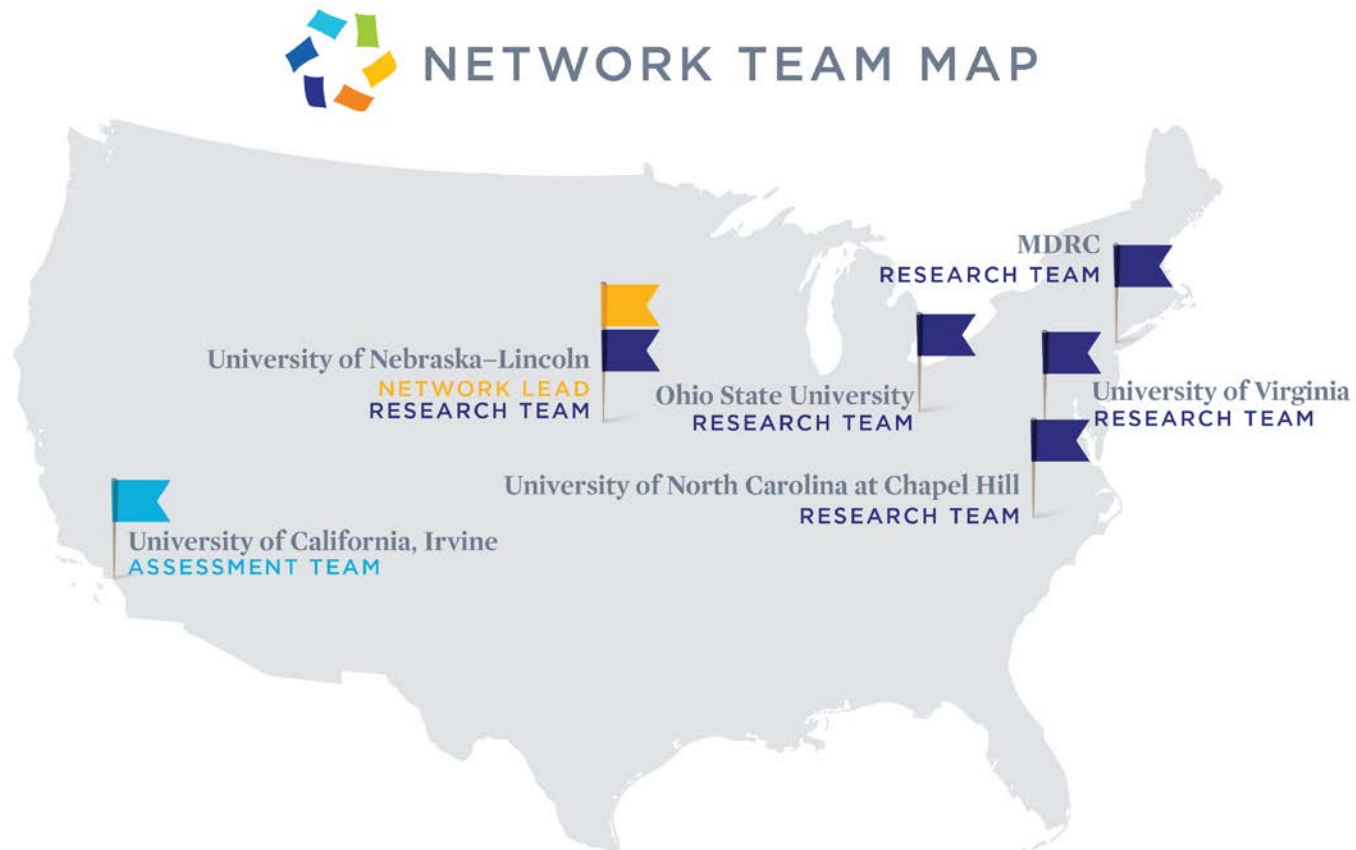 NETWORK TEAM MAP
MDRC
RESEARCH TEAM
University of Nebraska–Lincoln
NETWORK LEAD
RESEARCH TEAM
Ohio State University
RESEARCH TEAM
University of Virginia
RESEARCH TEAM
University of North Carolina at Chapel Hill
RESEARCH TEAM
University of California, Irvine
ASSESSMENT TEAM